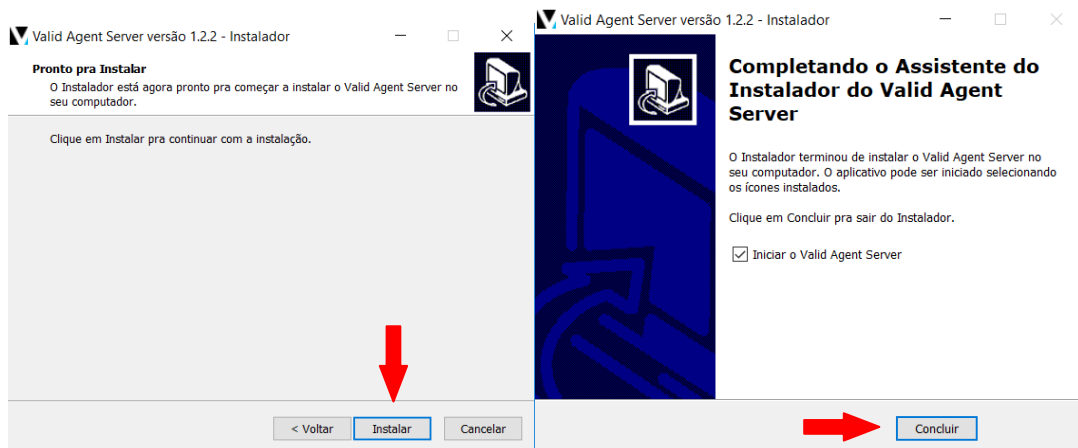 Valid Agent Server versão 1.2.2 - Instalador
Pronto pra Instalar
O Instalador está agora pronto pra começar a instalar o Valid Agent Server no
seu computador.
Clique em Instalar pra continuar com a instalação.
< Voltar
Instalar
Cancelar
Valid Agent Server versão 1.2.2 - Instalador
Completando o Assistente do
Instalador do Valid Agent
Server
O Instalador terminou de instalar o Valid Agent Server no
seu computador. O aplicativo pode ser iniciado selecionando
os ícones instalados.
Clique em Concluir pra sair do Instalador.
Iniciar o Valid Agent Server
Concluir